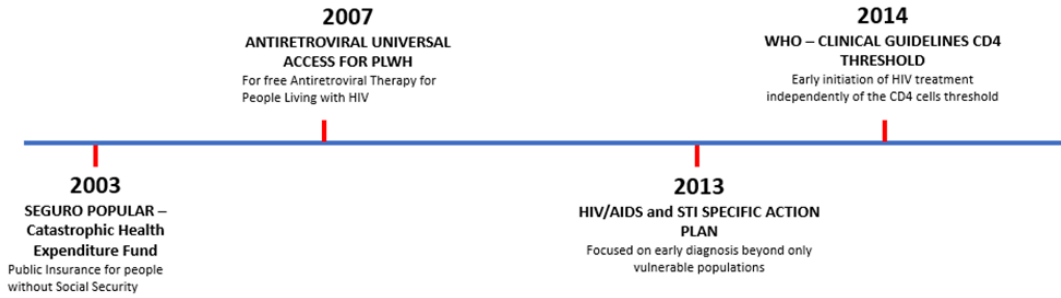 2007
ANTIRETROVIRAL UNIVERSAL
ACCESS FOR PLWH
For free Antiretroviral Therapy for
People Living with HIV
2014
WHO – CLINICAL GUIDELINES CD4
THRESHOLD
Early initiation of HIV treatment
independently of the CD4 cells threshold
2003
SEGURO POPULAR –
Catastrophic Health
Expenditure Fund
Public Insurance for people
without Social Security
2013
HIV/AIDS and STI SPECIFIC ACTION
PLAN
Focused on early diagnosis beyond only
vulnerable populations